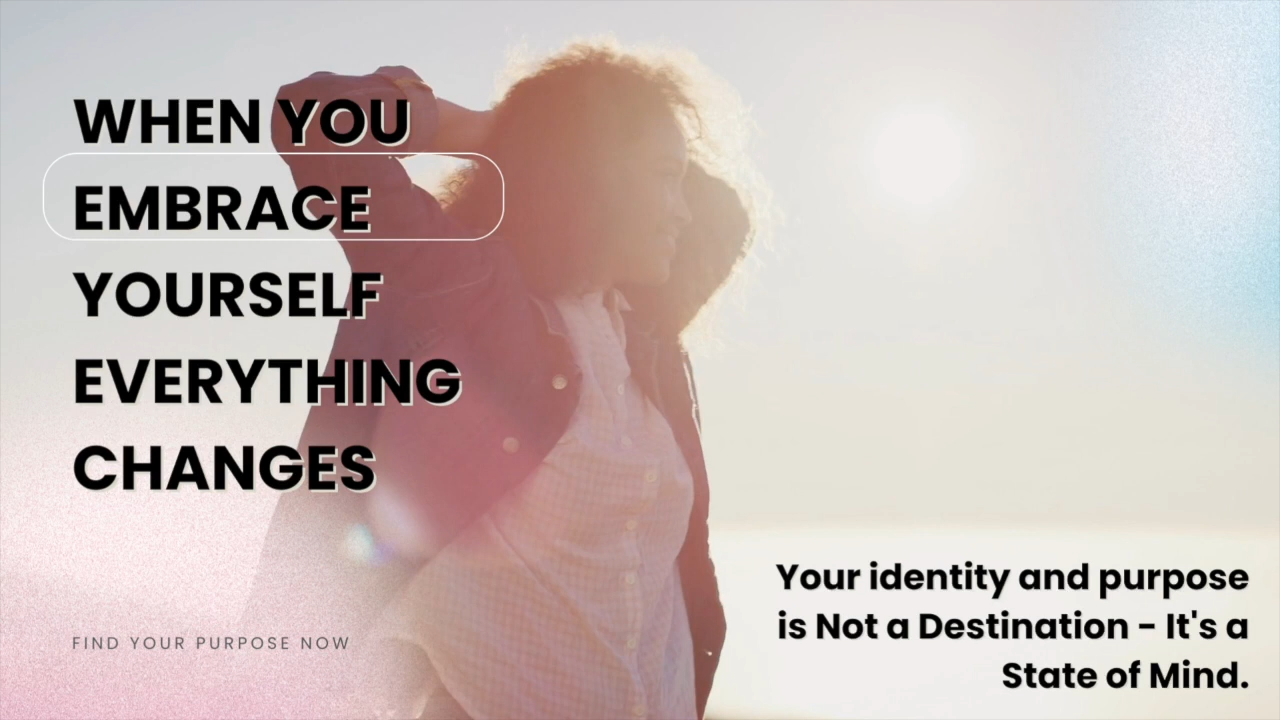 WHEN YOU
EMBRACE
YOURSELF
EVERYTHING
CHANGES
FIND YOUR PURPOSE NOW
Your identity and purpose
is Not a Destination - It's a
State of Mind.